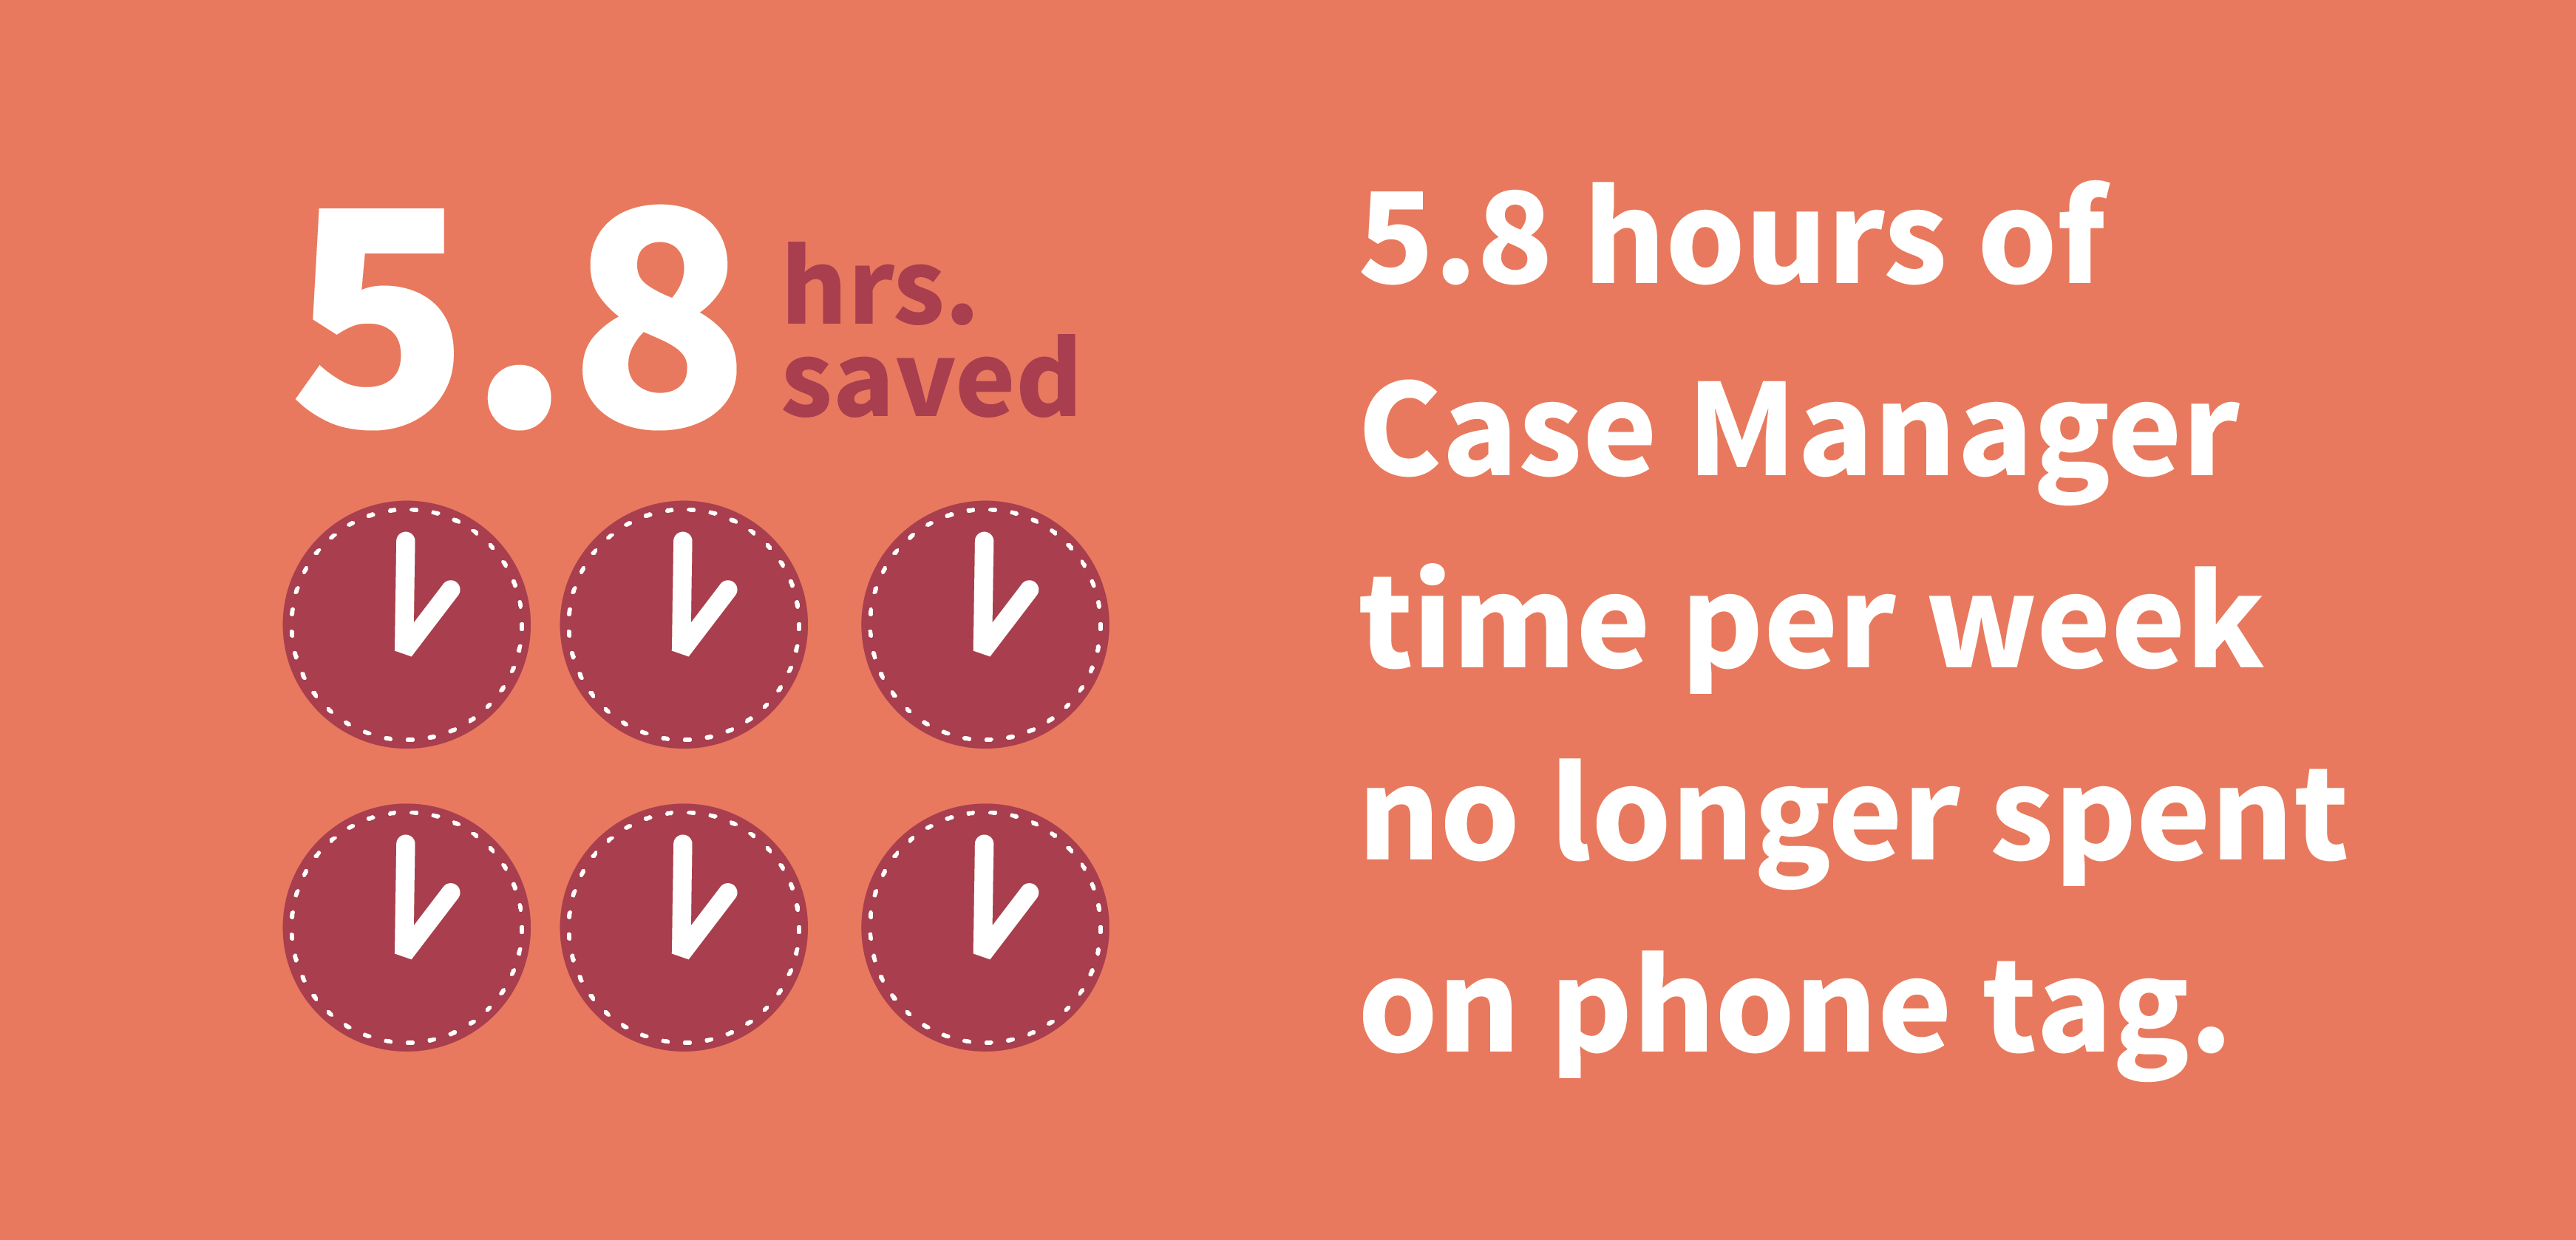 5.8 hrs.
saved
5.8 hours of
Case Manager
time per week
no longer spent
on phone tag.